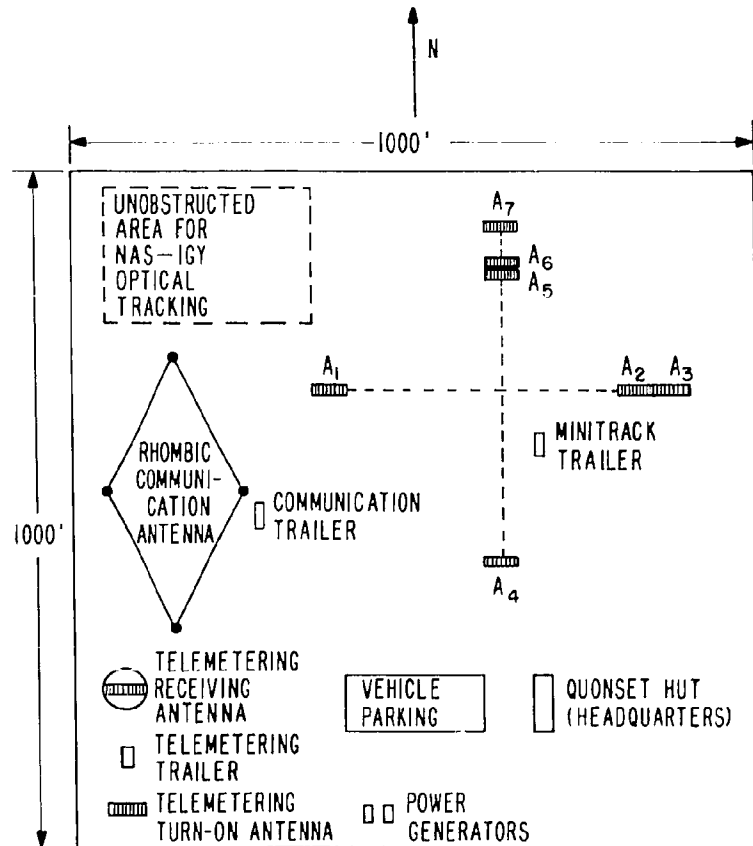 N
1000'
UNOBSTRUCTED
AREA FOR
NAS-IGY
OPTICAL
TRACKING
A7
A6
A5
A1
A2
A3
MINITRACK
TRAILER
RHOMBIC
COMMUNI-
CATION
ANTENNA
COMMUNICATION
TRAILER
1000'
A4
TELEMETERING
RECEIVING
ANTENNA
VEHICLE
PARKING
QUONSET HUT
(HEADQUARTERS)
TELEMETERING
TRAILER
TELEMETERING
TURN-ON ANTENNA
POWER
GENERATORS